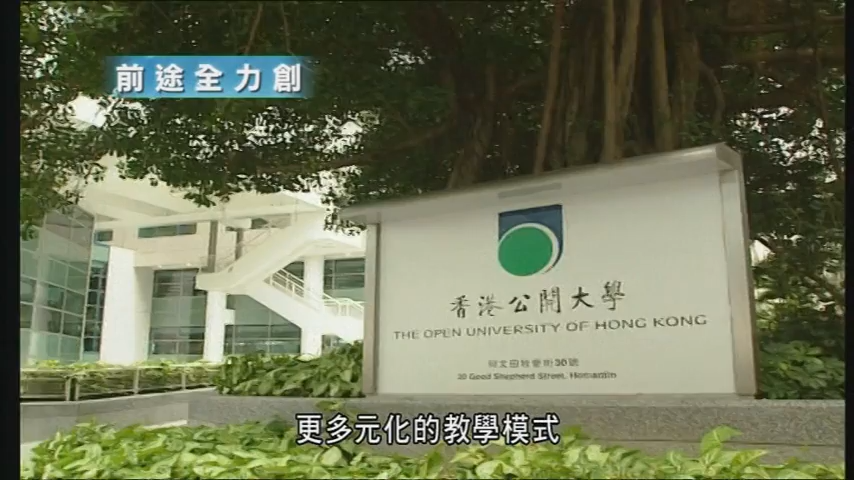 前途全力創
香港公開大學
THE OPEN UNIVERSITY OF HONG KONG
何文田牧愛街30號
30 Good Shepherd Street, Homantin
更多元化的教學模式